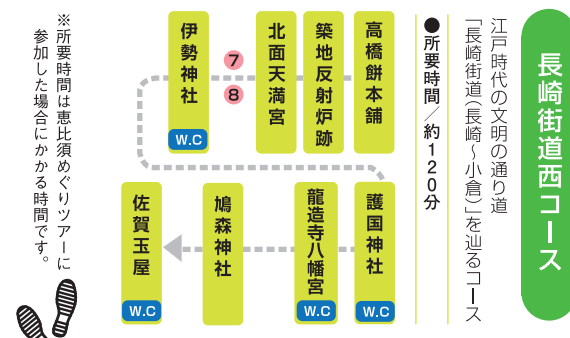 長崎街道西コース
江戸時代の文明の通り道
「長崎街道(長崎~小倉)」を辿るコース
●所要時間/約120分
高橋餅本舗
築地反射炉跡
北面天満宮
7
8
伊勢神社
W.C
護国神社
W.C
龍造寺八幡宮
W.C
鳩森神社
佐賀玉屋
W.C
※所要時間は恵比須めぐりツアーに
参加した場合にかかる時間です。